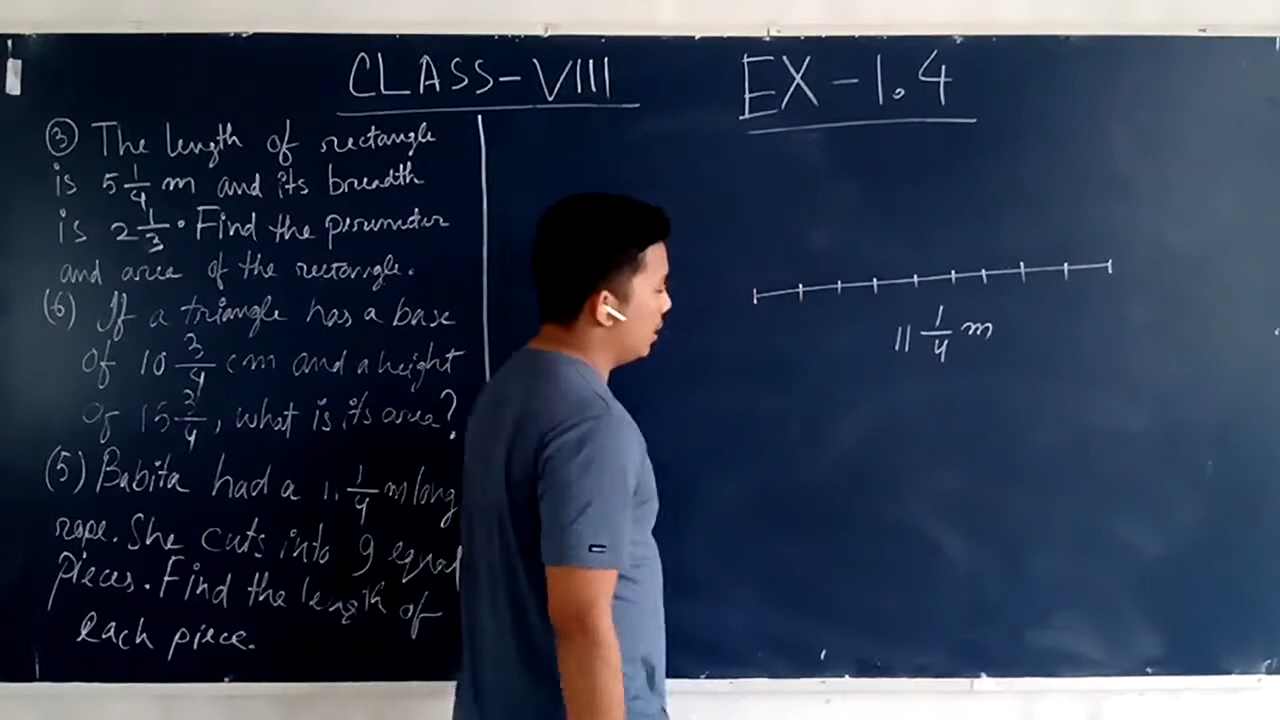 CLASS-VIII
EX-1.4
③ The length of rectangle
is 5 1/4 m and its breadth
is 2 1/3. Find the perimeter
and area of the rectangle.
(6) If a triangle has a base
of 10 3/4 cm and a height
of 15 3/4, what is its area?
(5) Babita had a 11 1/4 m long
rope. She cuts into 9 equal
pieces. Find the length of
each piece.
11 1/4 m